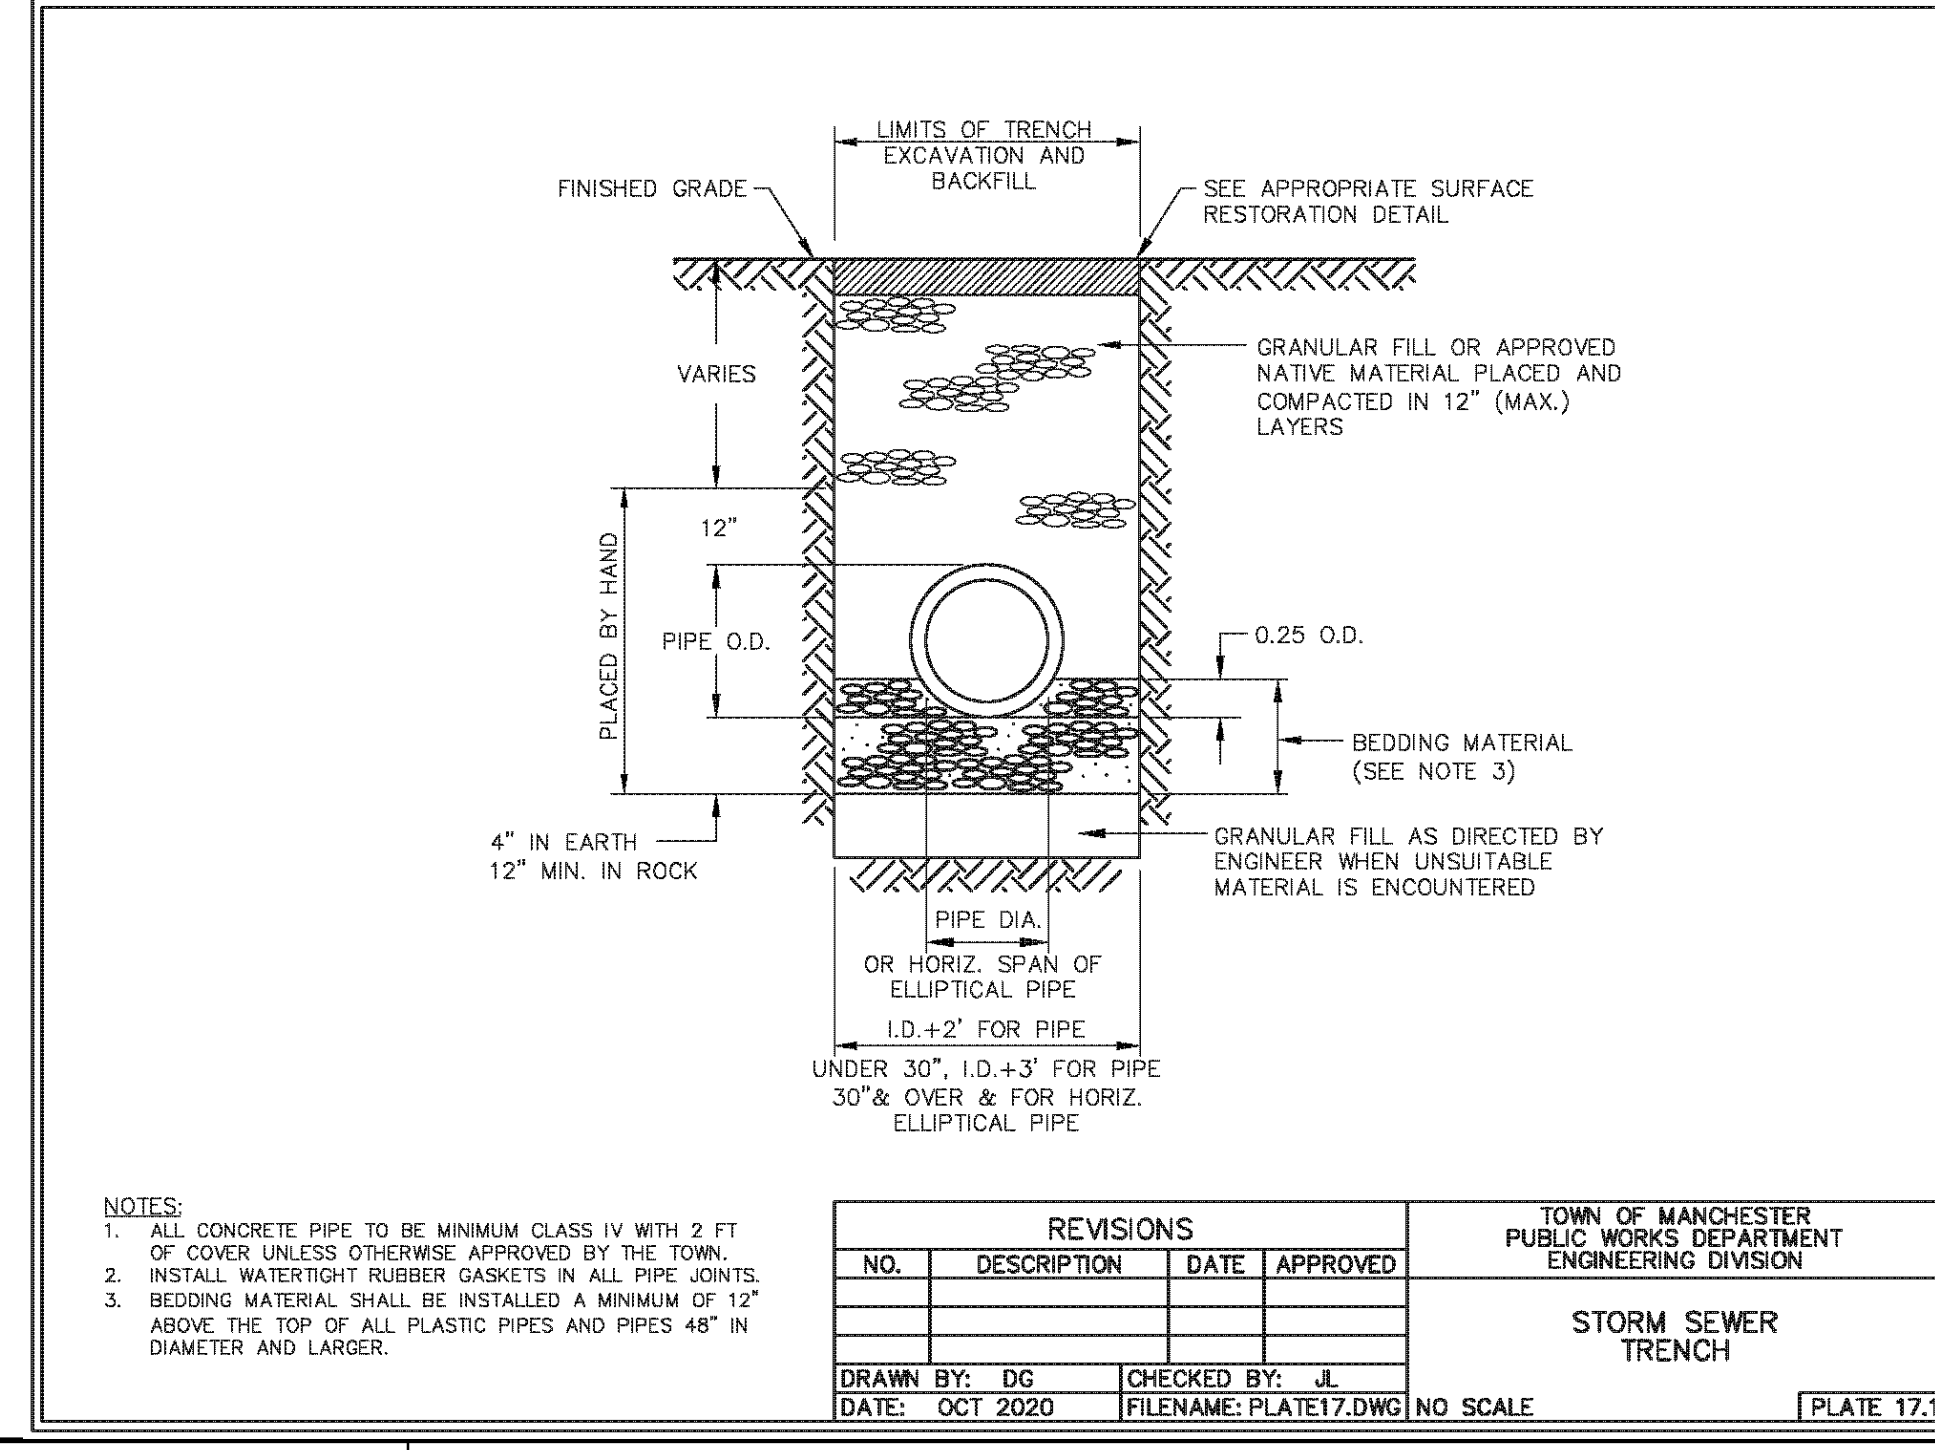 LIMITS OF TRENCH
EXCAVATION AND
BACKFILL
FINISHED GRADE
SEE APPROPRIATE SURFACE
RESTORATION DETAIL
VARIES
GRANULAR FILL OR APPROVED
NATIVE MATERIAL PLACED AND
COMPACTED IN 12" (MAX.)
LAYERS
12"
PLACED BY HAND
PIPE O.D.
0.25 O.D.
BEDDING MATERIAL
(SEE NOTE 3)
4" IN EARTH
12" MIN. IN ROCK
GRANULAR FILL AS DIRECTED BY
ENGINEER WHEN UNSUITABLE
MATERIAL IS ENCOUNTERED
PIPE DIA.
OR HORIZ. SPAN OF
ELLIPTICAL PIPE
I.D.+2' FOR PIPE
UNDER 30", I.D.+3' FOR PIPE
30"& OVER & FOR HORIZ.
ELLIPTICAL PIPE
NOTES:
1. ALL CONCRETE PIPE TO BE MINIMUM CLASS IV WITH 2 FT
OF COVER UNLESS OTHERWISE APPROVED BY THE TOWN.
2. INSTALL WATERTIGHT RUBBER GASKETS IN ALL PIPE JOINTS.
3. BEDDING MATERIAL SHALL BE INSTALLED A MINIMUM OF 12"
ABOVE THE TOP OF ALL PLASTIC PIPES AND PIPES 48" IN
DIAMETER AND LARGER.
REVISIONS
NO. DESCRIPTION DATE APPROVED
DRAWN BY: DG CHECKED BY: JL
DATE: OCT 2020 FILENAME: PLATE17.DWG
TOWN OF MANCHESTER
PUBLIC WORKS DEPARTMENT
ENGINEERING DIVISION
STORM SEWER
TRENCH
NO SCALE PLATE 17.1